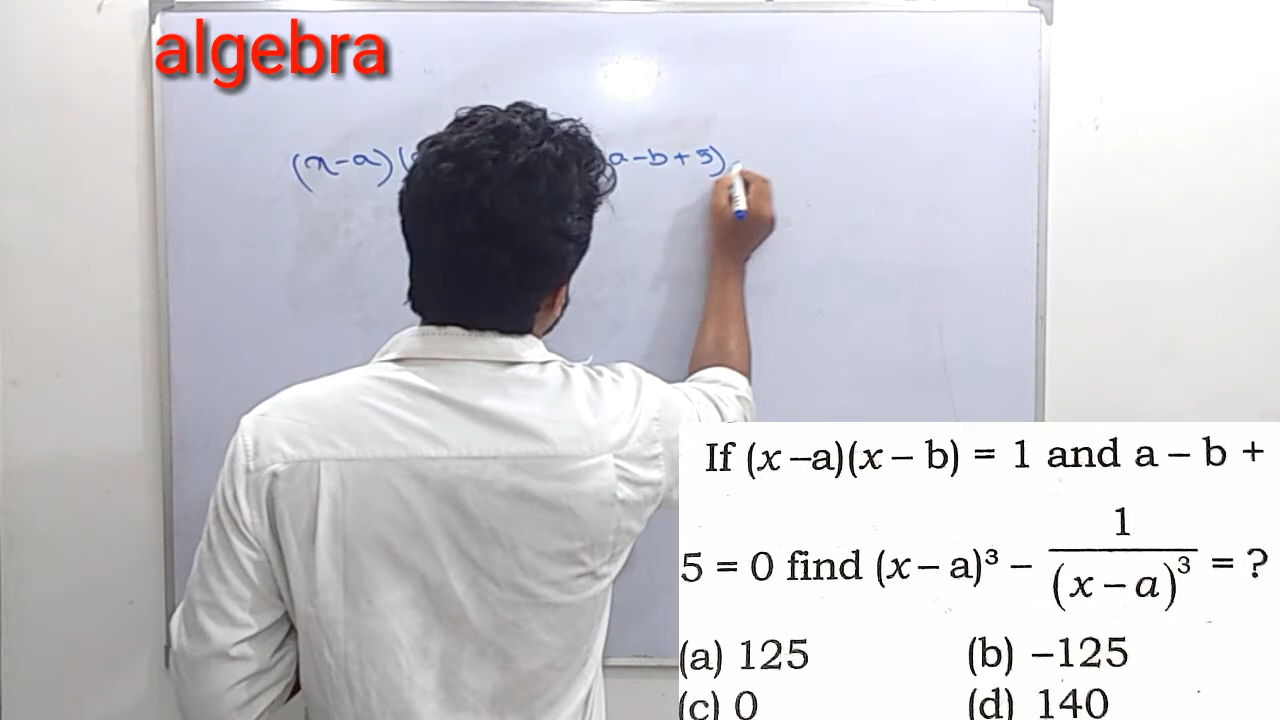 algebra
(x-a)( a-b+5)
If (x –a)(x – b) = 1 and a – b +
5 = 0 find (x – a)³ – 1/(x – a)³ = ?
(a) 125 (b) –125
(c) 0 (d) 140